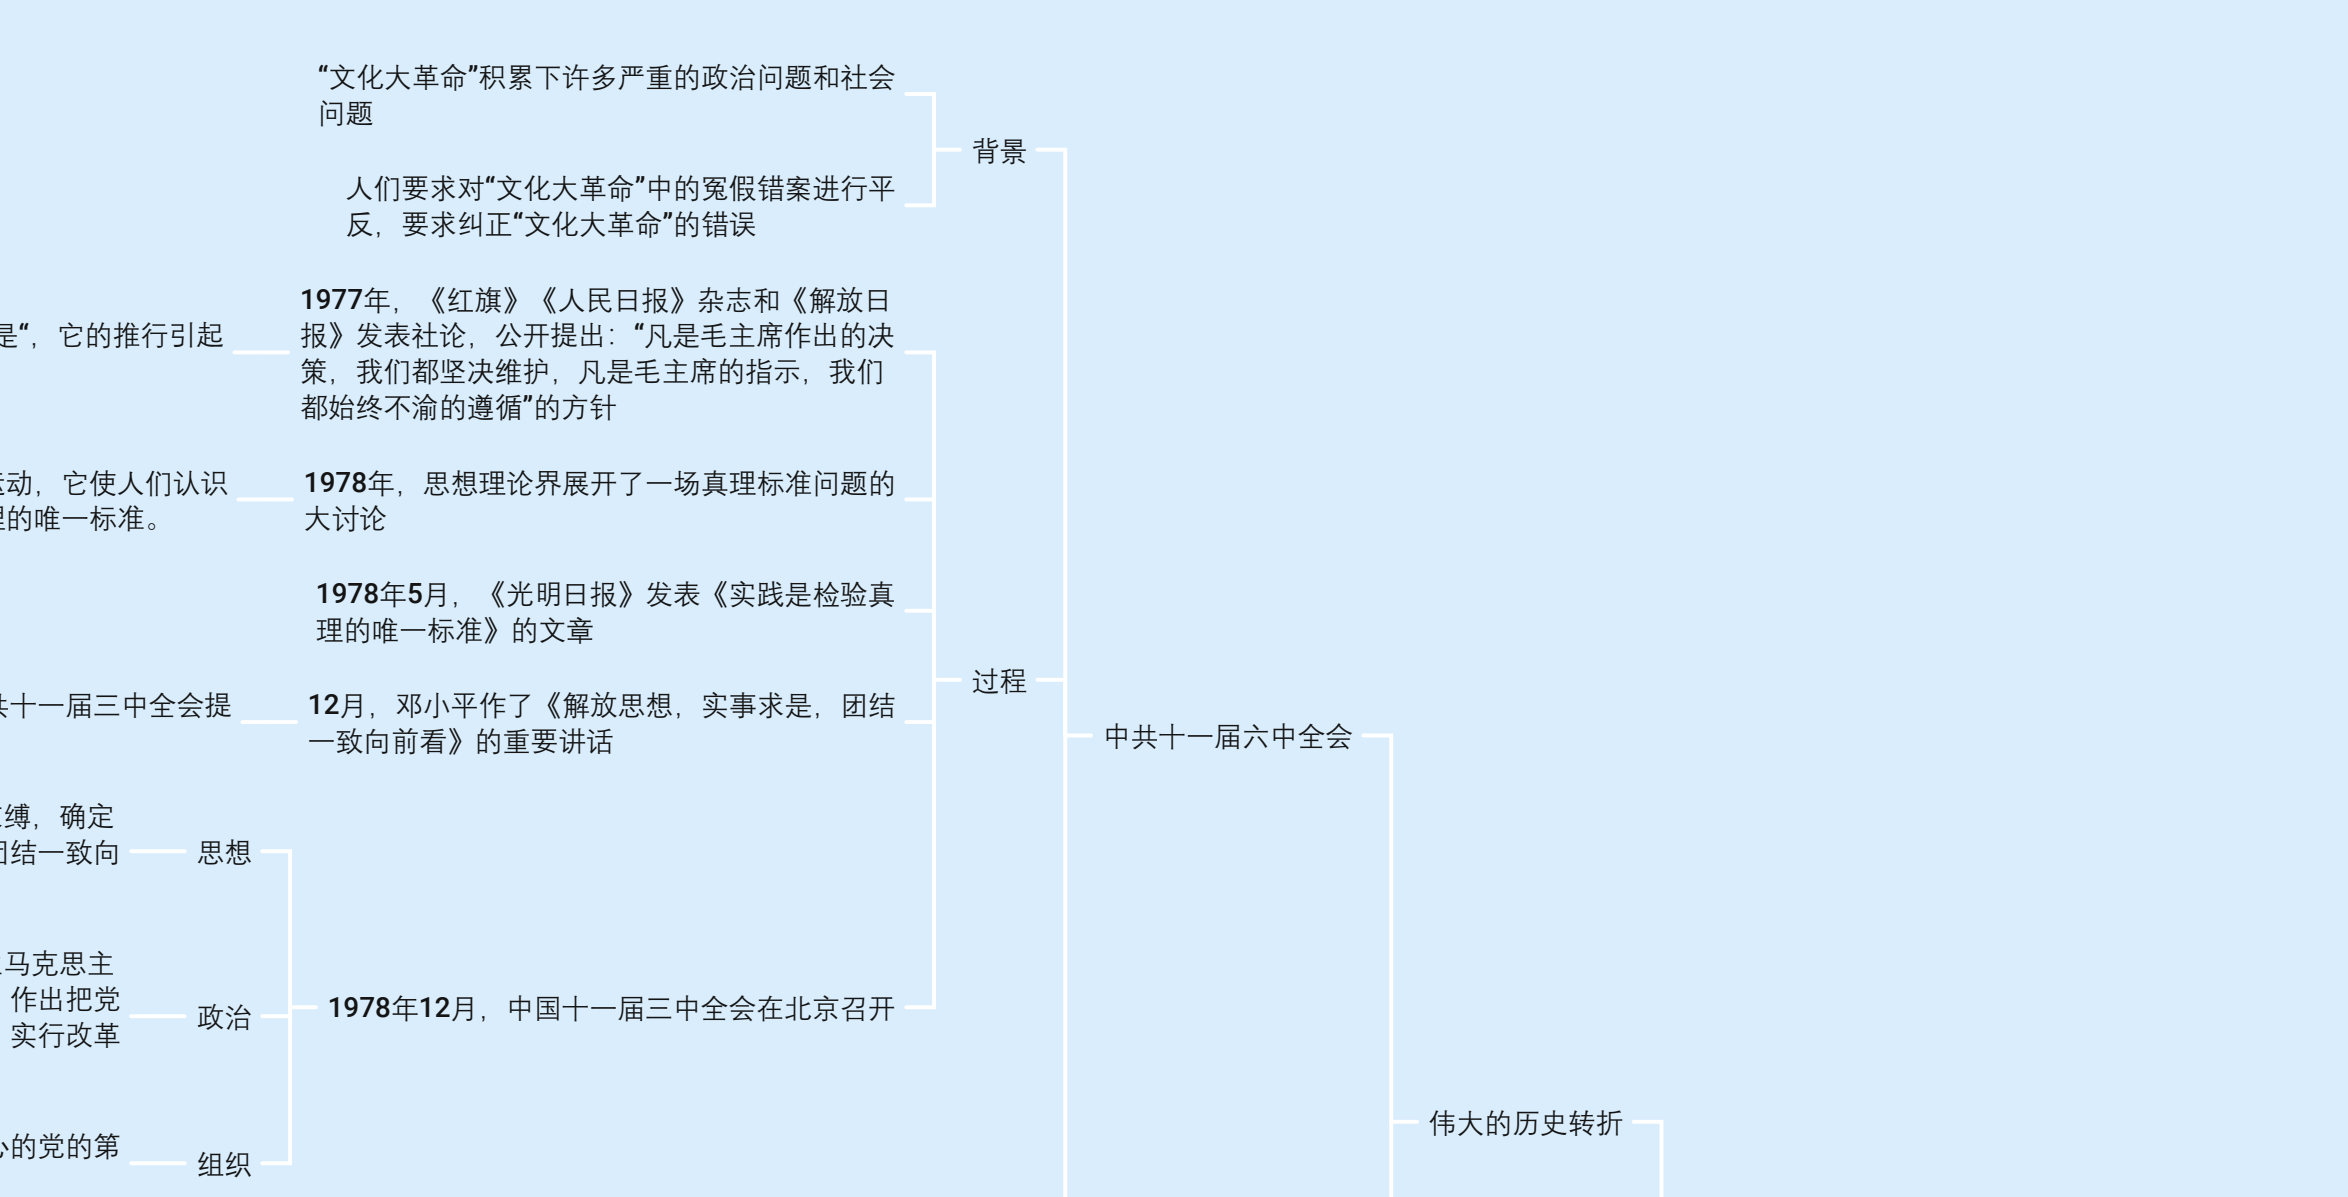 “文化大革命”积累下许多严重的政治问题和社会
问题
背景
人们要求对“文化大革命”中的冤假错案进行平
反，要求纠正“文化大革命”的错误
1977年，《红旗》《人民日报》杂志和《解放日
报》发表社论，公开提出：“凡是毛主席作出的决
策，我们都坚决维护，凡是毛主席的指示，我们
都始终不渝的遵循”的方针
是“，它的推行引起
1978年，思想理论界展开了一场真理标准问题的
大讨论
动，它使人们认识
的唯一标准。
1978年5月，《光明日报》发表《实践是检验真
理的唯一标准》的文章
过程
12月，邓小平作了《解放思想，实事求是，团结
一致向前看》的重要讲话
十一届三中全会提
中共十一届六中全会
缚，确定
结一致向
思想
马克思主
作出把党
实行改革
政治
1978年12月，中国十一届三中全会在北京召开
的党的第
组织
伟大的历史转折